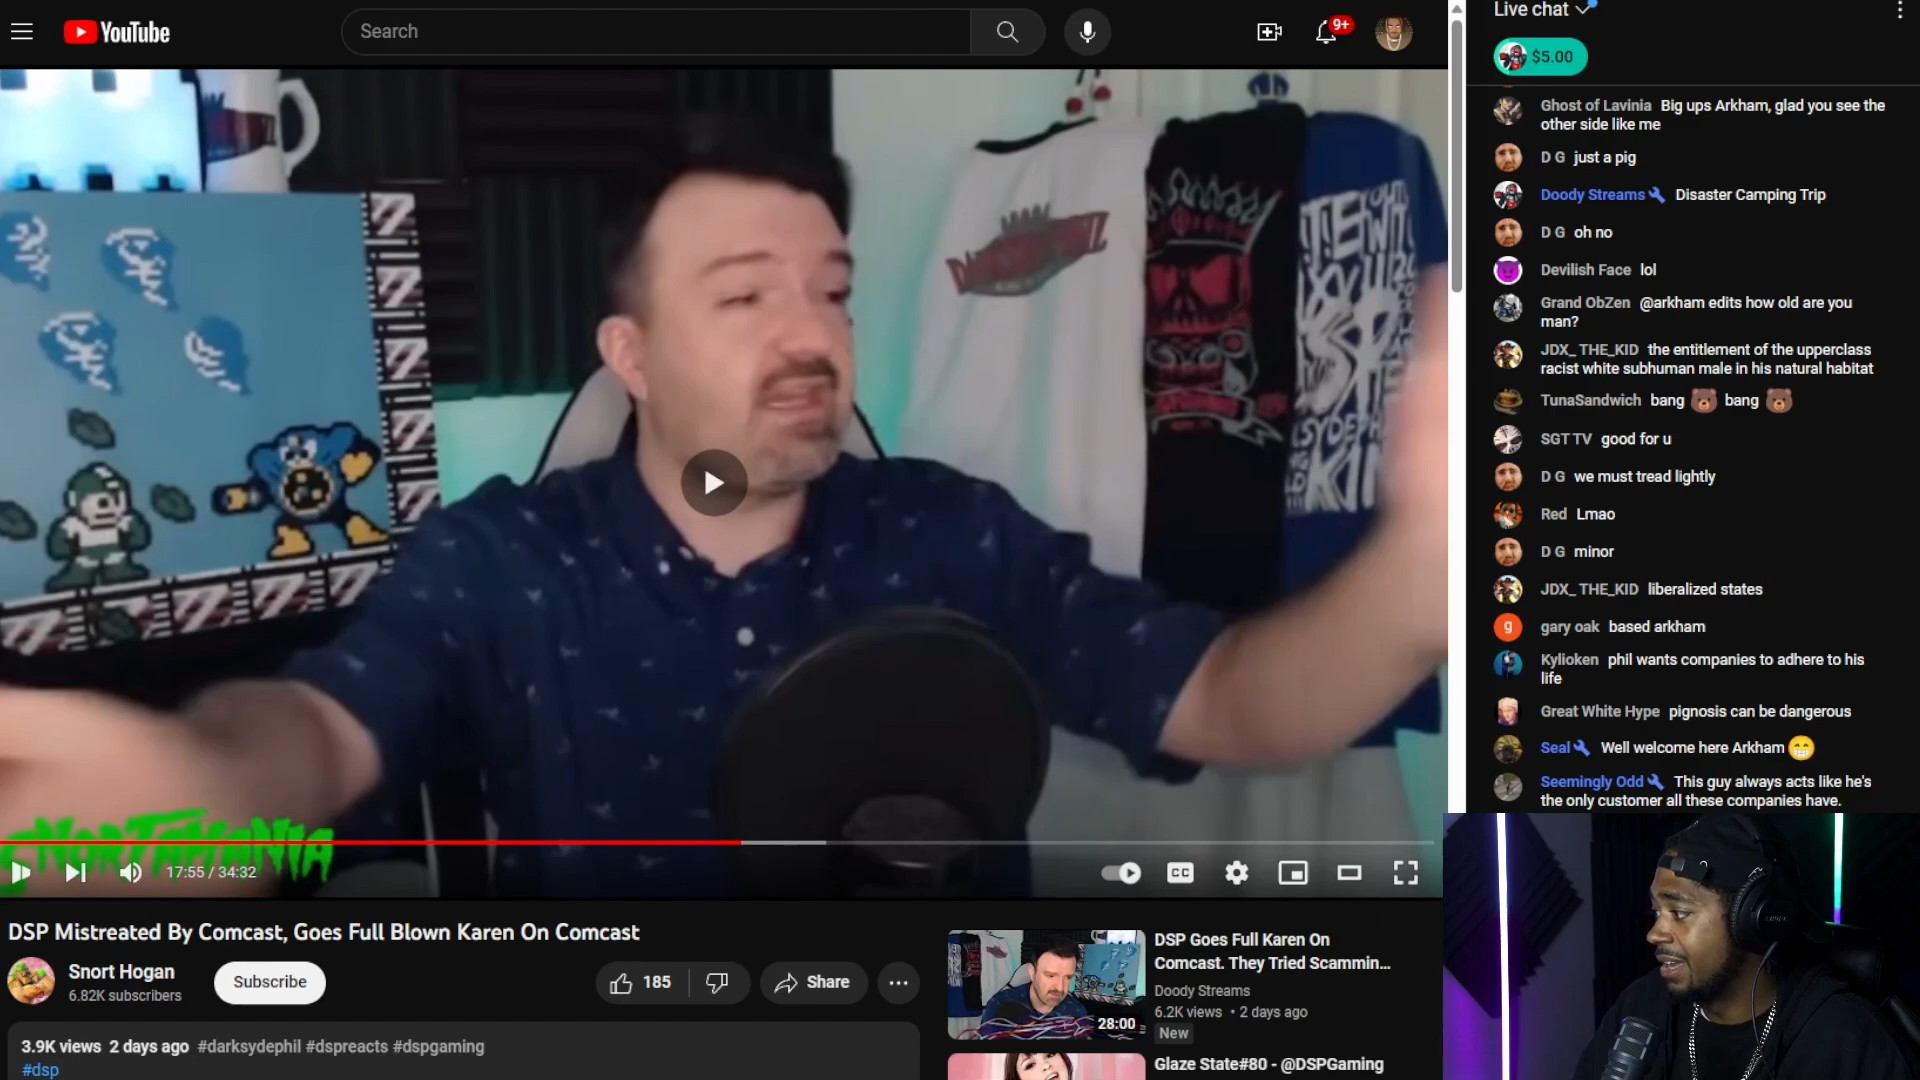 YouTube
Search
9+
Live chat
$5.00
Ghost of Lavinia Big ups Arkham, glad you see the
other side like me
D G just a pig
Doody Streams Disaster Camping Trip
D G oh no
Devilish Face lol
Grand ObZen @arkham edits how old are you
man?
JDX_ THE_KID the entitlement of the upperclass
racist white subhuman male in his natural habitat
TunaSandwich bang bang
SGT TV good for u
D G we must tread lightly
Red Lmao
D G minor
JDX_ THE_KID liberalized states
g
gary oak based arkham
Kylioken phil wants companies to adhere to his
life
Great White Hype pignosis can be dangerous
Seal Well welcome here Arkham
Seemingly Odd This guy always acts like he's
the only customer all these companies have.
SNORTAMANIA
17:55 / 34:32
CC
DSP Mistreated By Comcast, Goes Full Blown Karen On Comcast
Snort Hogan
6.82K subscribers
Subscribe
185
Share
3.9K views 2 days ago #darksydephil #dspreacts #dspgaming
#dsp
28:00
DSP Goes Full Karen On
Comcast. They Tried Scammin...
Doody Streams
6.2K views • 2 days ago
New
Glaze State#80 - @DSPGaming